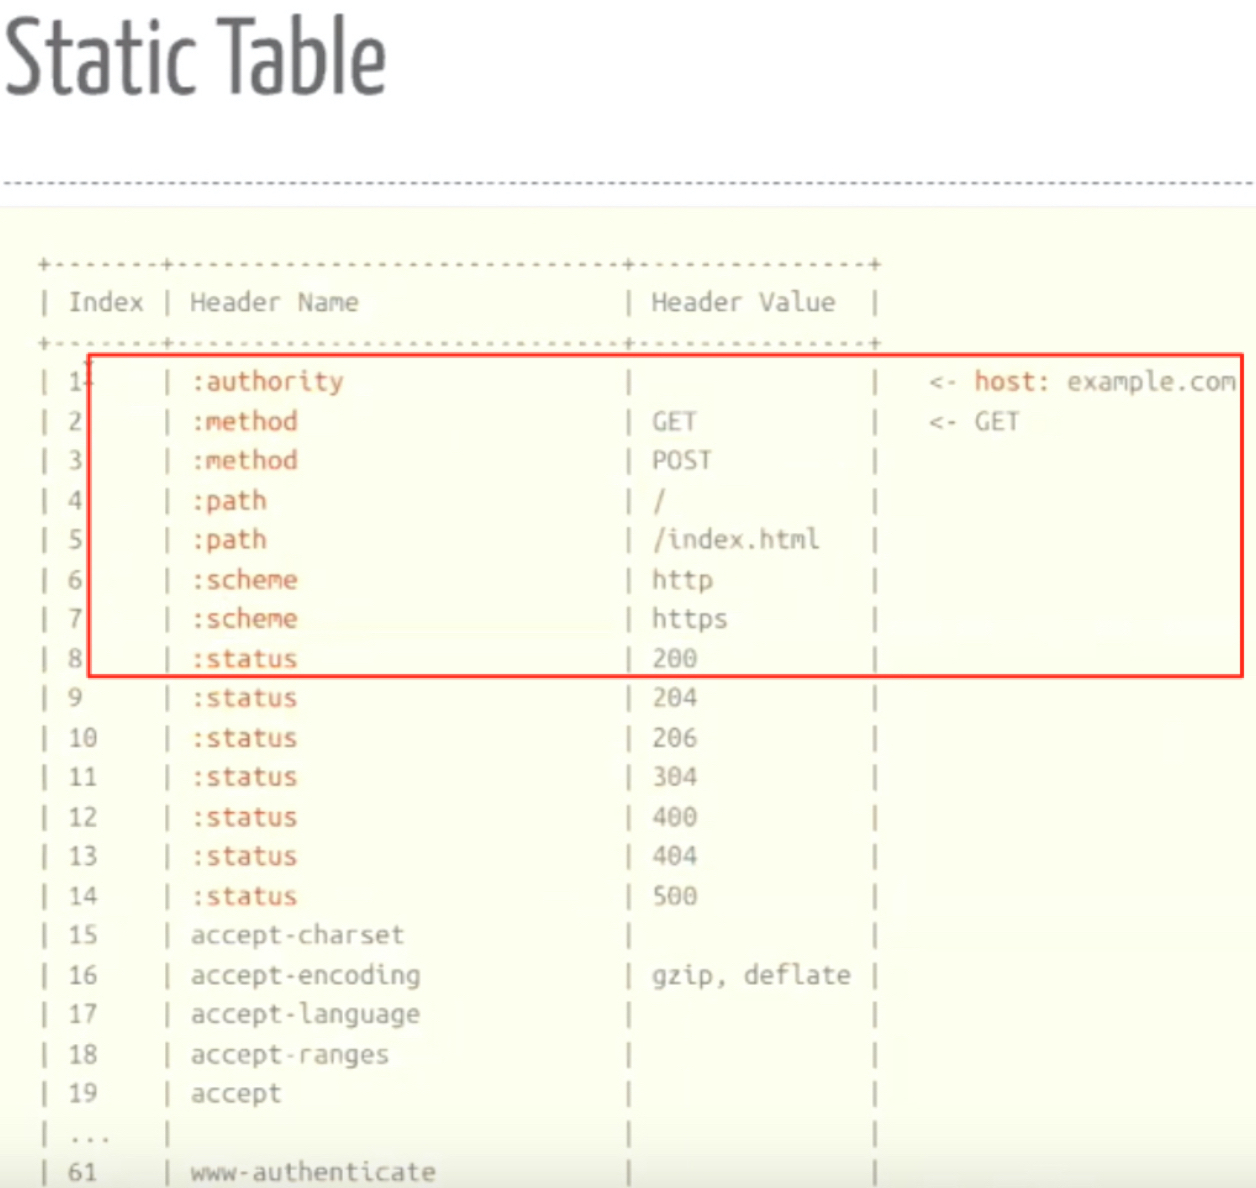 Static Table
| Index | Header Name | Header Value |
| 1 | :authority | | <- host: example.com
| 2 | :method | GET | <- GET
| 3 | :method | POST |
| 4 | :path | / |
| 5 | :path | /index.html |
| 6 | :scheme | http |
| 7 | :scheme | https |
| 8 | :status | 200 |
| 9 | :status | 204 |
| 10 | :status | 206 |
| 11 | :status | 304 |
| 12 | :status | 400 |
| 13 | :status | 404 |
| 14 | :status | 500 |
| 15 | accept-charset | |
| 16 | accept-encoding | gzip, deflate |
| 17 | accept-language | |
| 18 | accept-ranges | |
| 19 | accept | |
| ... | | |
| 61 | www-authenticate | |